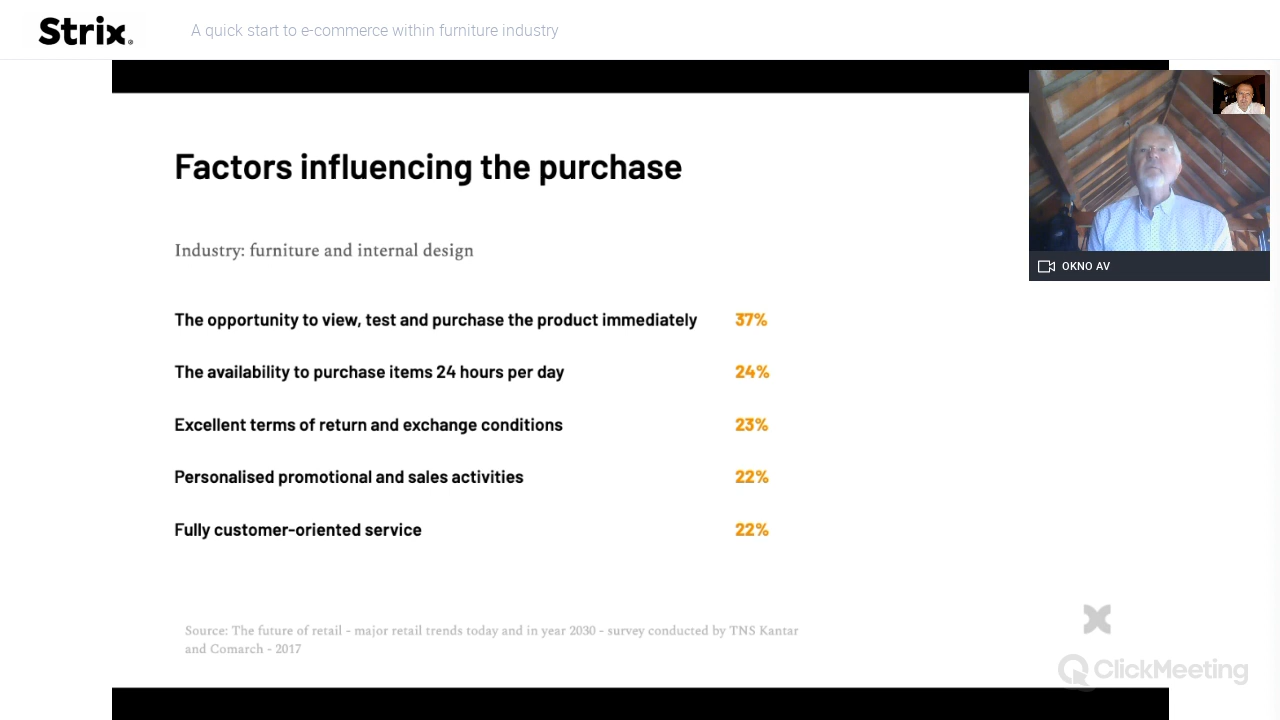 Strix®
A quick start to e-commerce within furniture industry
Factors influencing the purchase
Industry: furniture and internal design
The opportunity to view, test and purchase the product immediately 37%
The availability to purchase items 24 hours per day 24%
Excellent terms of return and exchange conditions 23%
Personalised promotional and sales activities 22%
Fully customer-oriented service 22%
Source: The future of retail - major retail trends today and in year 2030 - survey conducted by TNS Kantar
and Comarch - 2017
OKNO AV
ClickMeeting